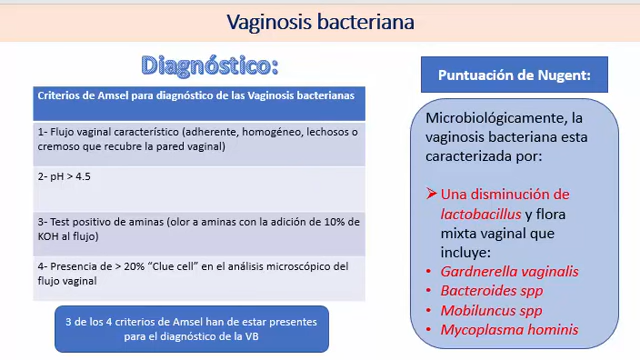 Vaginosis bacteriana
Diagnóstico:
Criterios de Amsel para diagnóstico de las Vaginosis bacterianas
1- Flujo vaginal característico (adherente, homogéneo, lechosos o
cremoso que recubre la pared vaginal)
2- pH > 4.5
3- Test positivo de aminas (olor a aminas con la adición de 10% de
KOH al flujo)
4- Presencia de > 20% “Clue cell” en el análisis microscópico del
flujo vaginal
3 de los 4 criterios de Amsel han de estar presentes
para el diagnóstico de la VB
Puntuación de Nugent:
Microbiológicamente, la
vaginosis bacteriana esta
caracterizada por:
Una disminución de
lactobacillus y flora
mixta vaginal que
incluye:
Gardnerella vaginalis
Bacteroides spp
Mobiluncus spp
Mycoplasma hominis